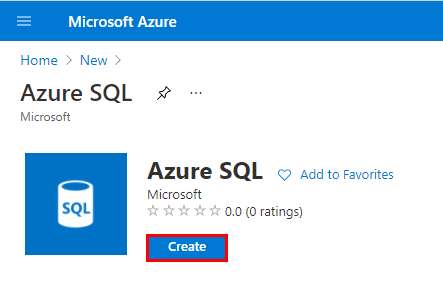 Microsoft Azure
Home > New >
Azure SQL ...
Microsoft
SQL
Azure SQL Add to Favorites
Microsoft
0.0 (0 ratings)
Create